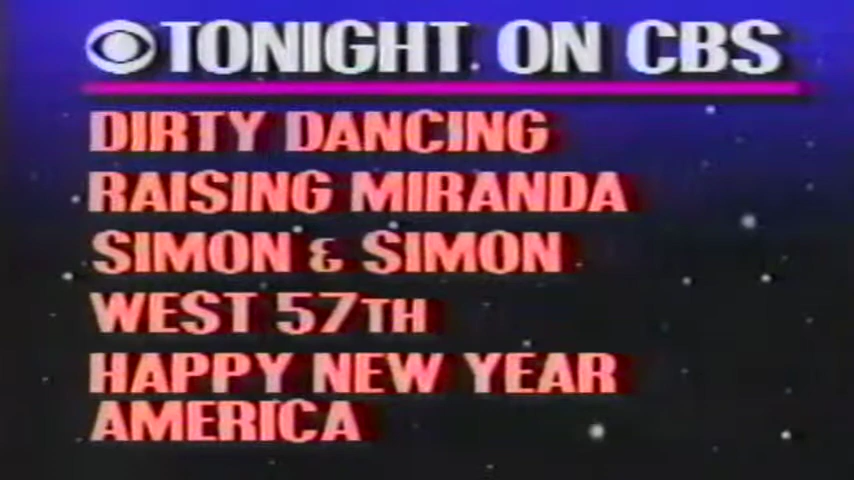 TONIGHT ON CBS
DIRTY DANCING
RAISING MIRANDA
SIMON & SIMON
WEST 57TH
HAPPY NEW YEAR
AMERICA